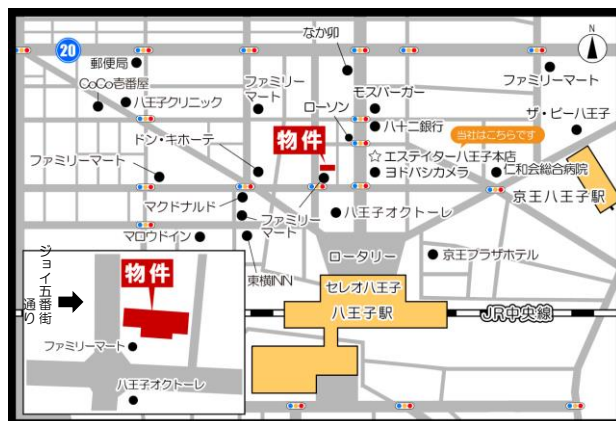 なか卯
20
N
郵便局
CoCo壱番屋
八王子クリニック
ファミリー
マート
モスバーガー
ファミリーマート
ローソン
八十二銀行
ザ・ビー八王子
当社はこちらです
ドン・キホーテ
物件
☆エステイター八王子本店
ヨドバシカメラ
仁和会総合病院
ファミリーマート
京王八王子駅
マクドナルド
ファミリー
マート
八王子オクトーレ
マロウドイン
東横INN
ロータリー
京王プラザホテル
セレオ八王子
八王子駅
JR中央線
ジョイ五番街
通り
物件
ファミリーマート
八王子オクトーレ